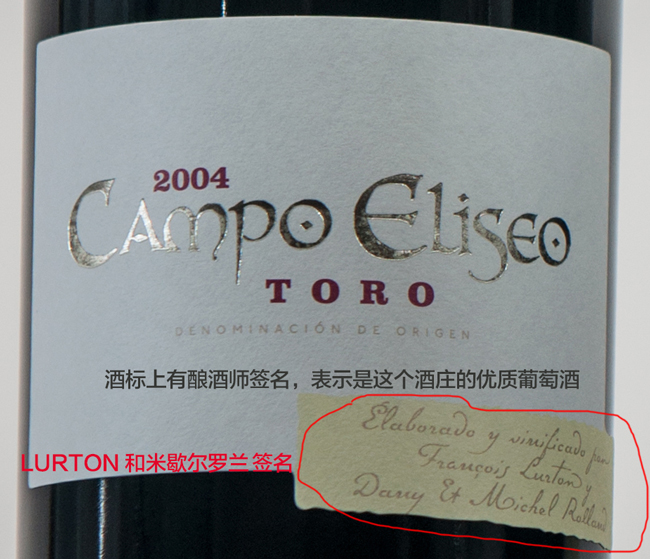 2004
CAMPO ELISEO
TORO
DENOMINACIÓN DE ORIGEN
酒标上有酿酒师签名，表示是这个酒庄的优质葡萄酒
LURTON 和米歇尔罗兰签名
Elaborado y vinificado por
François Lurton y
Dany Et Michel Rolland